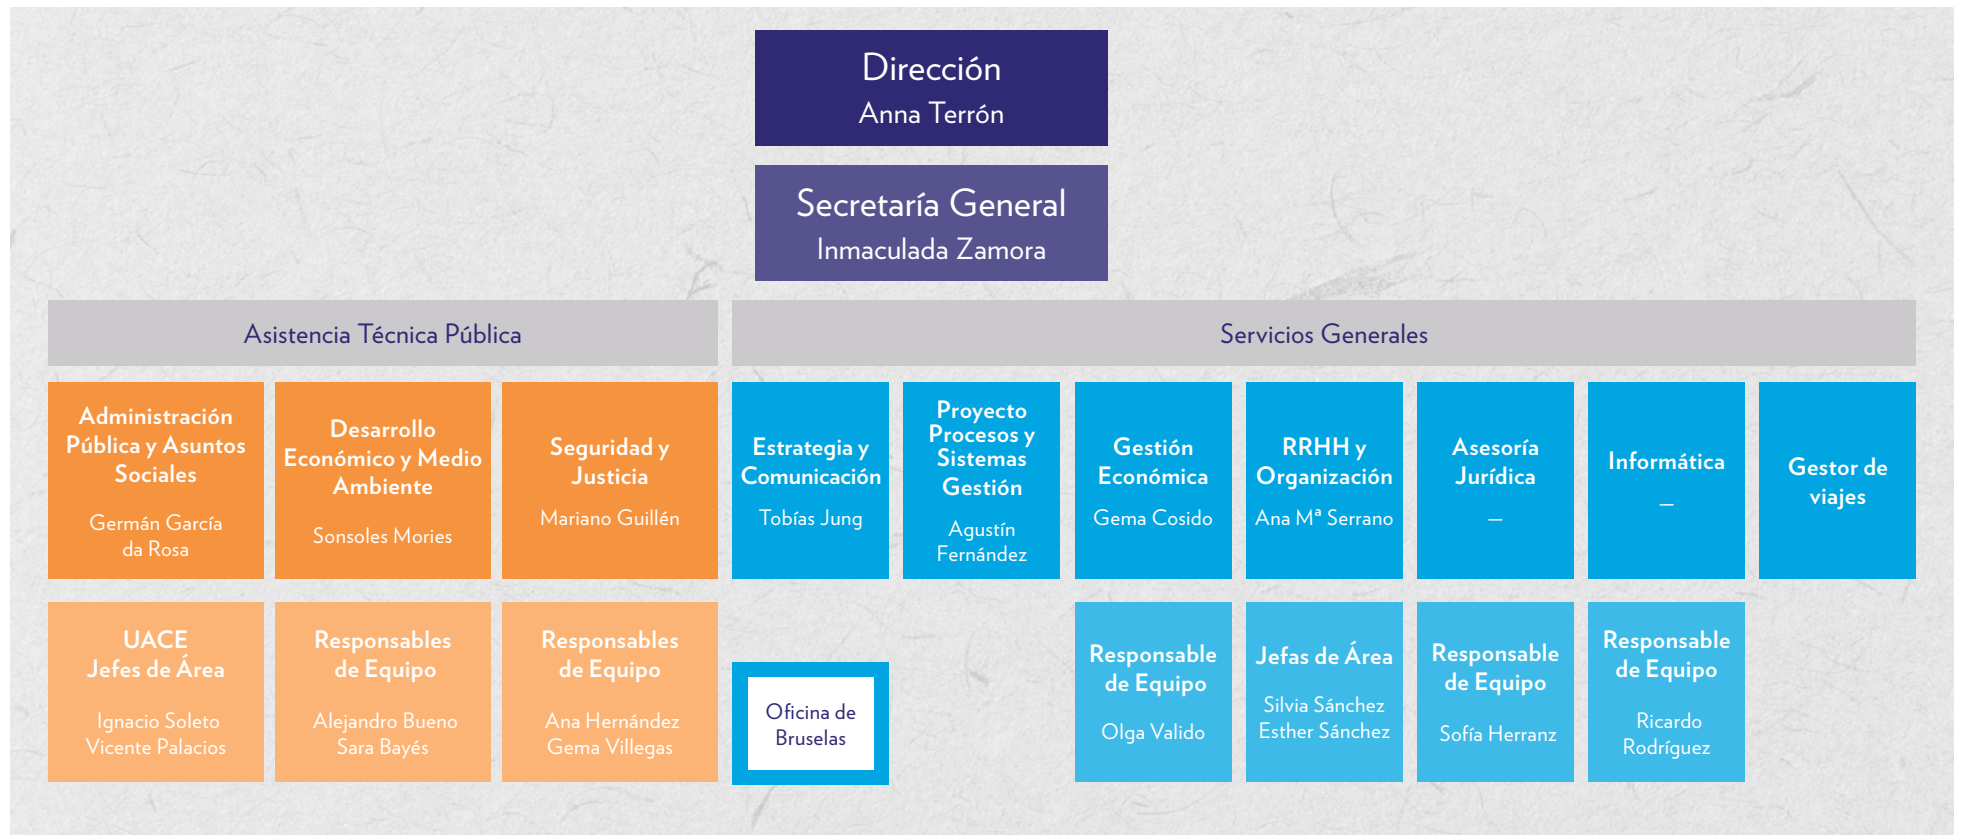 Dirección
Anna Terrón
Secretaría General
Inmaculada Zamora
Asistencia Técnica Pública
Servicios Generales
Administración
Pública y Asuntos
Sociales
Germán García
da Rosa
Desarrollo
Económico y Medio
Ambiente
Sonsoles Mories
Seguridad y
Justicia
Mariano Guillén
Estrategia y
Comunicación
Tobías Jung
Proyecto
Procesos y
Sistemas
Gestión
Agustín
Fernández
Gestión
Económica
Gema Cosido
RRHH y
Organización
Ana Mª Serrano
Asesoría
Jurídica
—
Informática
—
Gestor de
viajes
UACE
Jefes de Área
Ignacio Soleto
Vicente Palacios
Responsables
de Equipo
Alejandro Bueno
Sara Bayés
Responsables
de Equipo
Ana Hernández
Gema Villegas
Oficina de
Bruselas
Responsable
de Equipo
Olga Valido
Jefas de Área
Silvia Sánchez
Esther Sánchez
Responsable
de Equipo
Sofía Herranz
Responsable
de Equipo
Ricardo
Rodríguez